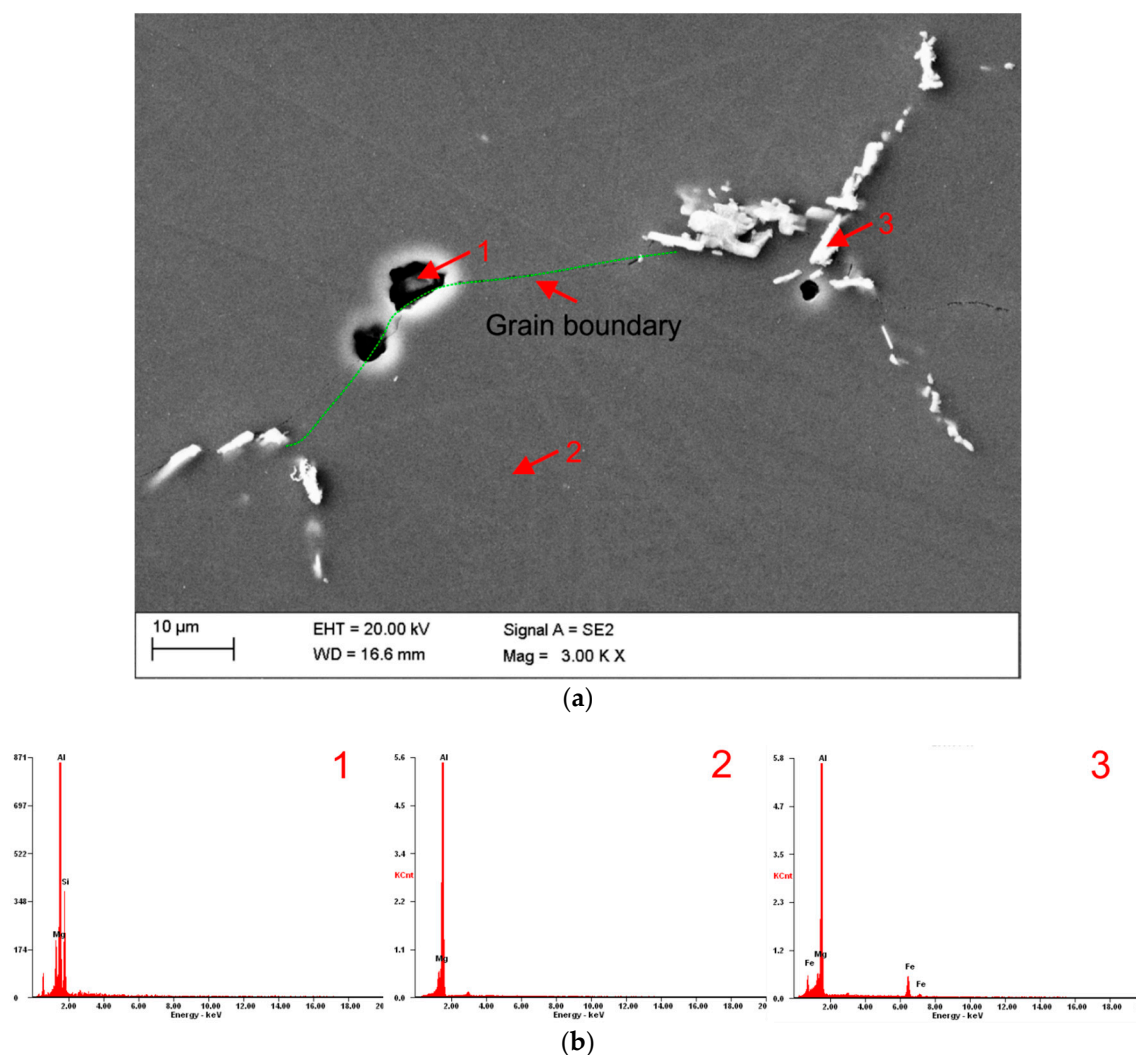 1
3
Grain boundary
2
10 µm
EHT = 20.00 kV
Signal A = SE2
WD = 16.6 mm
Mag = 3.00 K X
(a)
1
871
697
522
348
174
0
Al
Si
Mg
2.00 4.00 6.00 8.00 10.00 12.00 14.00 16.00 18.00 20
Energy - keV
2
5.6
4.5
3.4
KCnt
2.2
1.1
0.0
Al
Mg
2.00 4.00 6.00 8.00 10.00 12.00 14.00 16.00 18.00 20
Energy - keV
3
5.8
4.7
3.5
KCnt
2.3
1.2
0.0
Al
Fe
Mg
Fe
Fe
2.00 4.00 6.00 8.00 10.00 12.00 14.00 16.00 18.00
Energy - keV
(b)